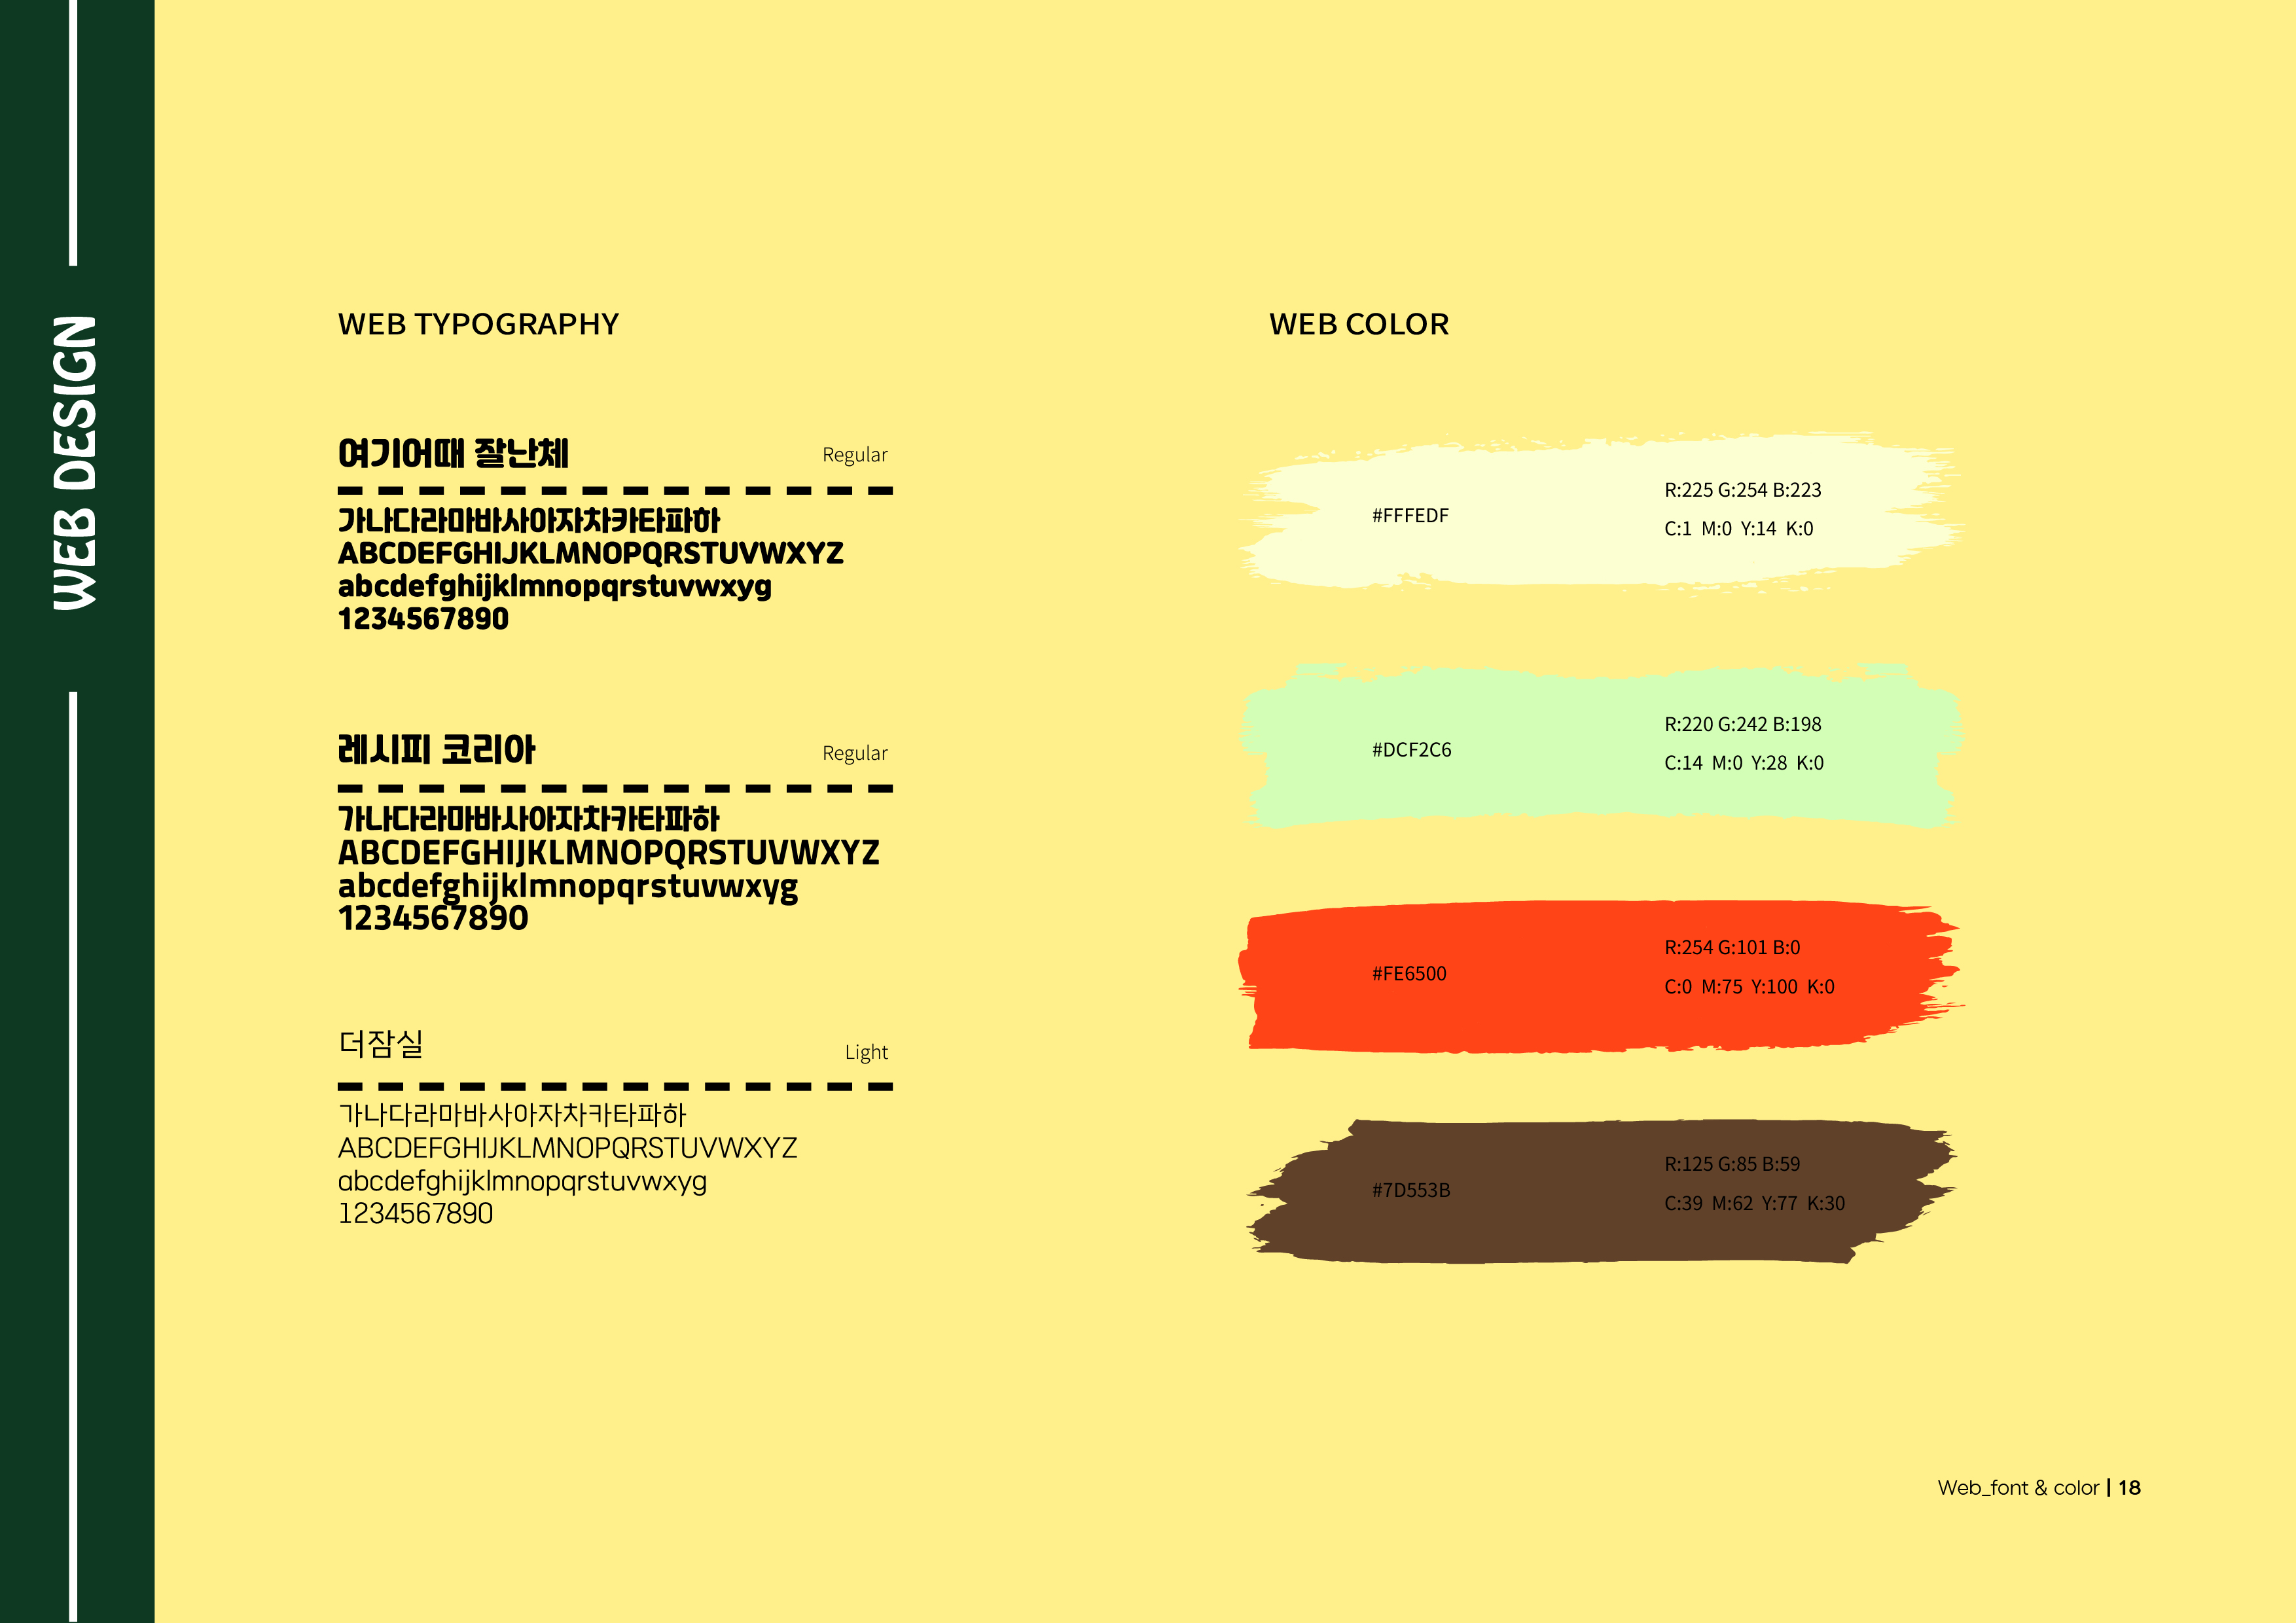 WEB DESIGN
WEB TYPOGRAPHY
여기어때 잘난체 Regular
가나다라마바사아자차카타파하
ABCDEFGHIJKLMNOPQRSTUVWXYZ
abcdefghijklmnopqrstuvwxyg
1234567890
레시피 코리아 Regular
가나다라마바사아자차카타파하
ABCDEFGHIJKLMNOPQRSTUVWXYZ
abcdefghijklmnopqrstuvwxyg
1234567890
더잠실 Light
가나다라마바사아자차카타파하
ABCDEFGHIJKLMNOPQRSTUVWXYZ
abcdefghijklmnopqrstuvwxyg
1234567890
WEB COLOR
#FFFEDF
R:225 G:254 B:223
C:1 M:0 Y:14 K:0
#DCF2C6
R:220 G:242 B:198
C:14 M:0 Y:28 K:0
#FE6500
R:254 G:101 B:0
C:0 M:75 Y:100 K:0
#7D553B
R:125 G:85 B:59
C:39 M:62 Y:77 K:30
Web_font & color | 18